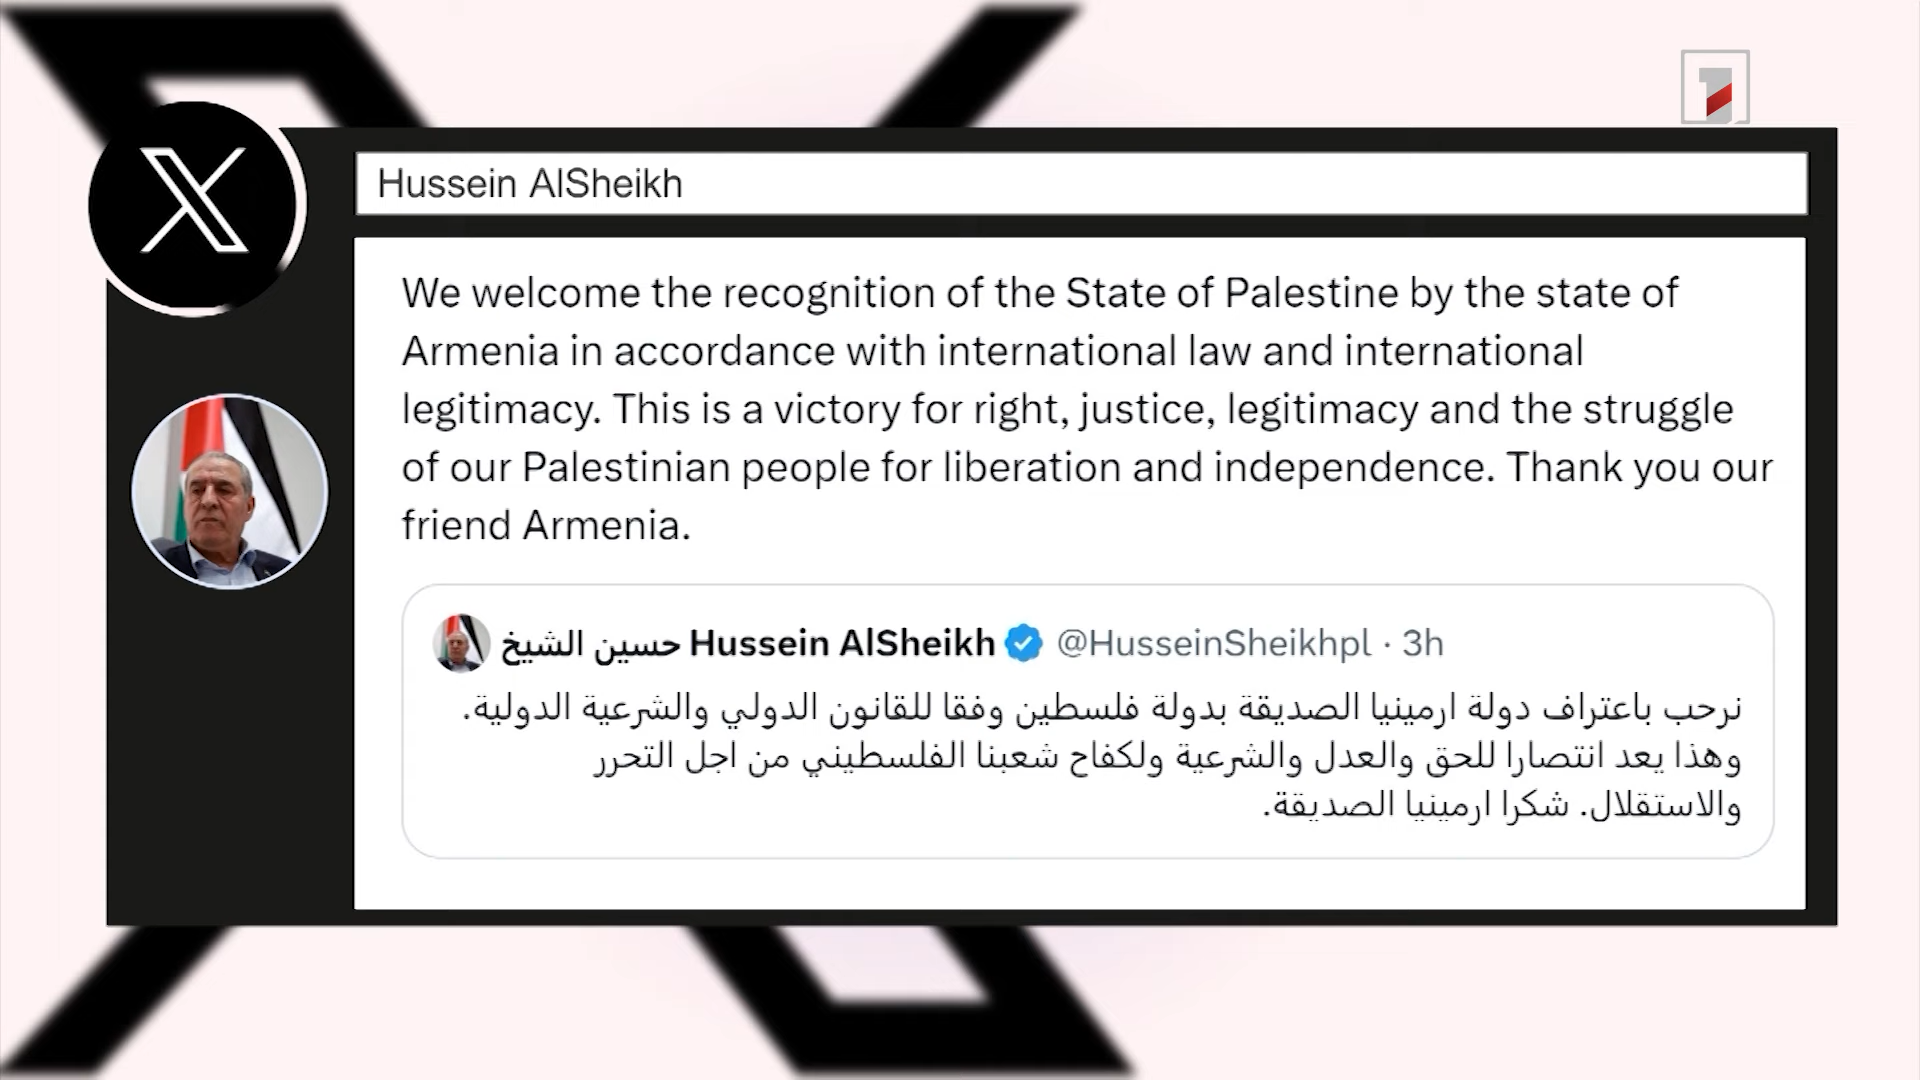 Hussein AlSheikh
We welcome the recognition of the State of Palestine by the state of
Armenia in accordance with international law and international
legitimacy. This is a victory for right, justice, legitimacy and the struggle
of our Palestinian people for liberation and independence. Thank you our
friend Armenia.
حسين الشيخ Hussein AlSheikh @HusseinSheikhpl · 3h
نرحب باعتراف دولة ارمينيا الصديقة بدولة فلسطين وفقا للقانون الدولي والشرعية الدولية.
وهذا يعد انتصارا للحق والعدل والشرعية ولكفاح شعبنا الفلسطيني من اجل التحرر
والاستقلال. شكرا ارمينيا الصديقة.